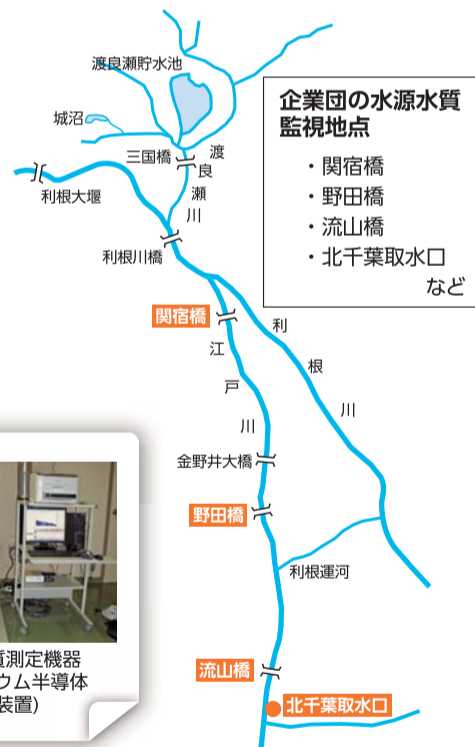 渡良瀬貯水池
城沼
三国橋
渡良瀬川
利根大堰
利根川橋
企業団の水源水質
監視地点
・関宿橋
・野田橋
・流山橋
・北千葉取水口
など
関宿橋
利根川
江戸川
金野井大橋
野田橋
利根運河
流山橋
北千葉取水口
質測定機器
ウム半導体
装置）